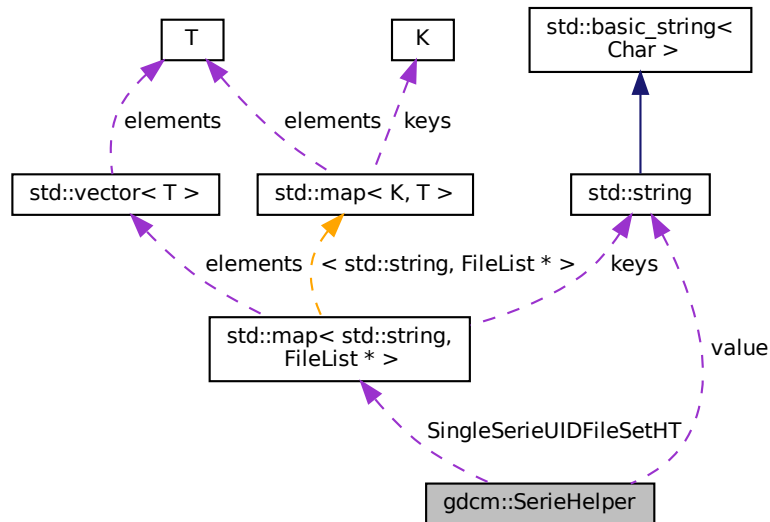 T
K
std::basic_string<
Char >
elements
elements
keys
std::vector< T >
std::map< K, T >
std::string
elements
< std::string, FileList * >
keys
std::map< std::string,
FileList * >
value
SingleSerieUIDFileSetHT
gdcm::SerieHelper